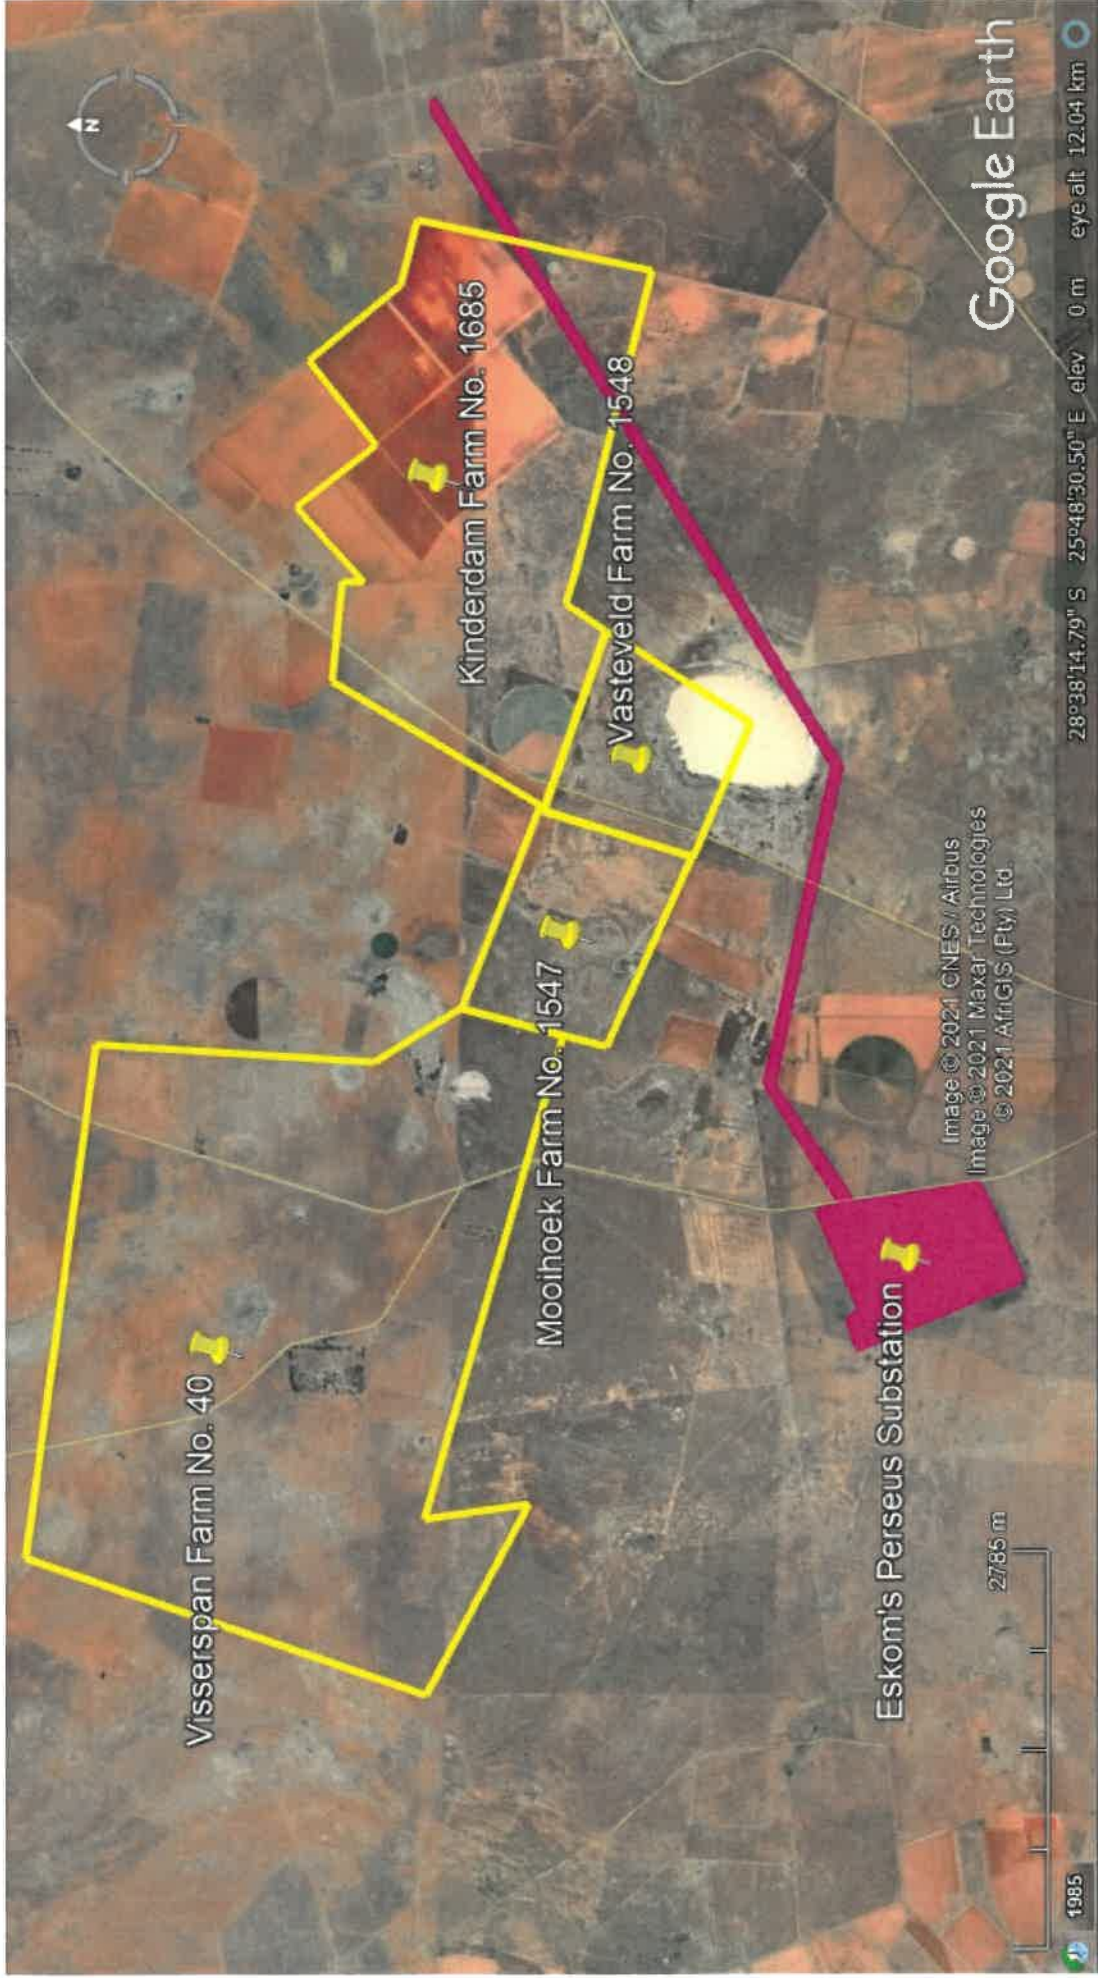 N
Visserspan Farm No. 40
Kinderdam Farm No. 1685
Mooihoek Farm No. 1547
Vasteveld Farm No. 1548
Eskom's Perseus Substation
2785 m
Image © 2021 CNES / Airbus
Image © 2021 Maxar Technologies
© 2021 AfriGIS (Pty) Ltd.
Google Earth
1985
28°38'14.79" S 25°48'30.50" E elev 0 m eye alt 12.04 km